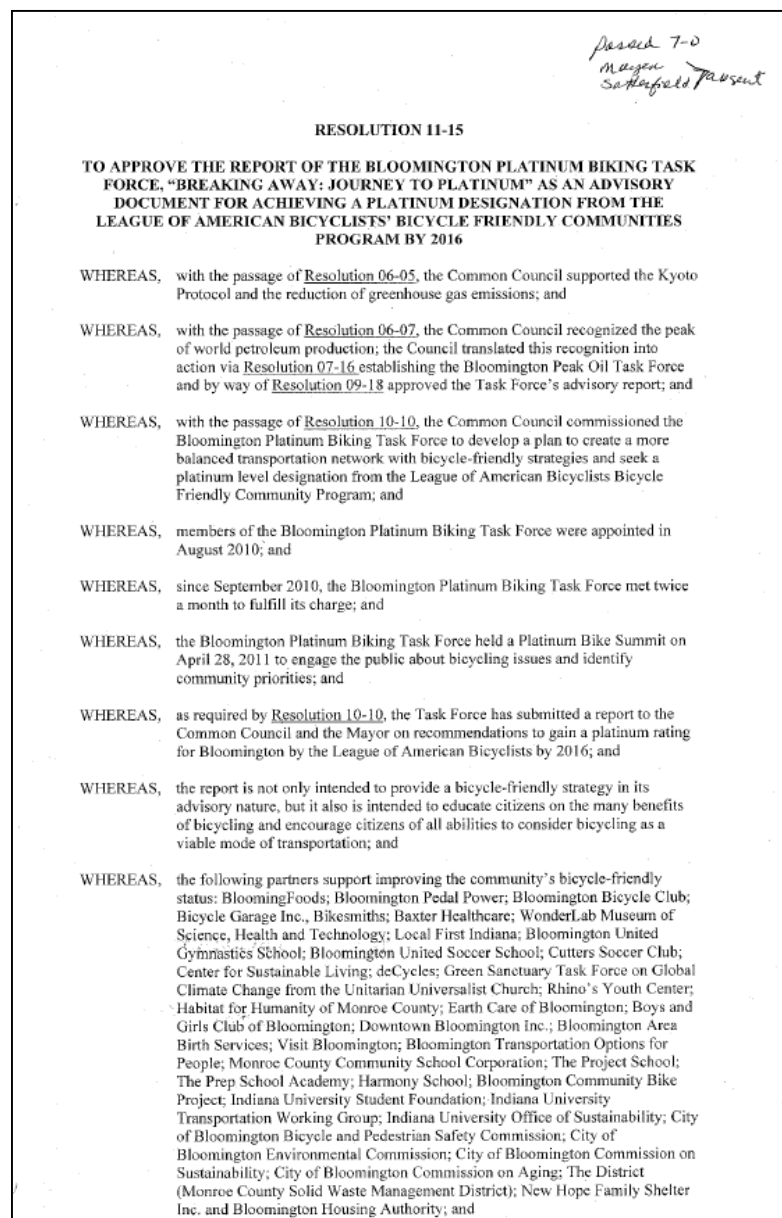 Passed 7-0
Mayer
Satterfield
RESOLUTION 11-15
TO APPROVE THE REPORT OF THE BLOOMINGTON PLATINUM BIKING TASK
FORCE, “BREAKING AWAY: JOURNEY TO PLATINUM” AS AN ADVISORY
DOCUMENT FOR ACHIEVING A PLATINUM DESIGNATION FROM THE
LEAGUE OF AMERICAN BICYCLISTS’ BICYCLE FRIENDLY COMMUNITIES
PROGRAM BY 2016
WHEREAS, with the passage of Resolution 06-05, the Common Council supported the Kyoto
Protocol and the reduction of greenhouse gas emissions; and
WHEREAS, with the passage of Resolution 06-07, the Common Council recognized the peak
of world petroleum production; the Council translated this recognition into
action via Resolution 07-16 establishing the Bloomington Peak Oil Task Force
and by way of Resolution 09-18 approved the Task Force’s advisory report; and
WHEREAS, with the passage of Resolution 10-10, the Common Council commissioned the
Bloomington Platinum Biking Task Force to develop a plan to create a more
balanced transportation network with bicycle-friendly strategies and seek a
platinum level designation from the League of American Bicyclists Bicycle
Friendly Community Program; and
WHEREAS, members of the Bloomington Platinum Biking Task Force were appointed in
August 2010; and
WHEREAS, since September 2010, the Bloomington Platinum Biking Task Force met twice
a month to fulfill its charge; and
WHEREAS, the Bloomington Platinum Biking Task Force held a Platinum Bike Summit on
April 28, 2011 to engage the public about bicycling issues and identify
community priorities; and
WHEREAS, as required by Resolution 10-10, the Task Force has submitted a report to the
Common Council and the Mayor on recommendations to gain a platinum rating
for Bloomington by the League of American Bicyclists by 2016; and
WHEREAS, the report is not only intended to provide a bicycle-friendly strategy in its
advisory nature, but it also is intended to educate citizens on the many benefits
of bicycling and encourage citizens of all abilities to consider bicycling as a
viable mode of transportation; and
WHEREAS, the following partners support improving the community’s bicycle-friendly
status: BloomingFoods; Bloomington Pedal Power; Bloomington Bicycle Club;
Bicycle Garage Inc., Bikesmiths; Baxter Healthcare; WonderLab Museum of
Science, Health and Technology; Local First Indiana; Bloomington United
Gymnastics School; Bloomington United Soccer School; Cutters Soccer Club;
Center for Sustainable Living; deCycles; Green Sanctuary Task Force on Global
Climate Change from the Unitarian Universalist Church; Rhino’s Youth Center;
Habitat for Humanity of Monroe County; Earth Care of Bloomington; Boys and
Girls Club of Bloomington; Downtown Bloomington Inc.; Bloomington Area
Birth Services; Visit Bloomington; Bloomington Transportation Options for
People; Monroe County Community School Corporation; The Project School;
The Prep School Academy; Harmony School; Bloomington Community Bike
Project; Indiana University Student Foundation; Indiana University
Transportation Working Group; Indiana University Office of Sustainability; City
of Bloomington Bicycle and Pedestrian Safety Commission; City of
Bloomington Environmental Commission; City of Bloomington Commission on
Sustainability; City of Bloomington Commission on Aging; The District
(Monroe County Solid Waste Management District); New Hope Family Shelter
Inc. and Bloomington Housing Authority; and